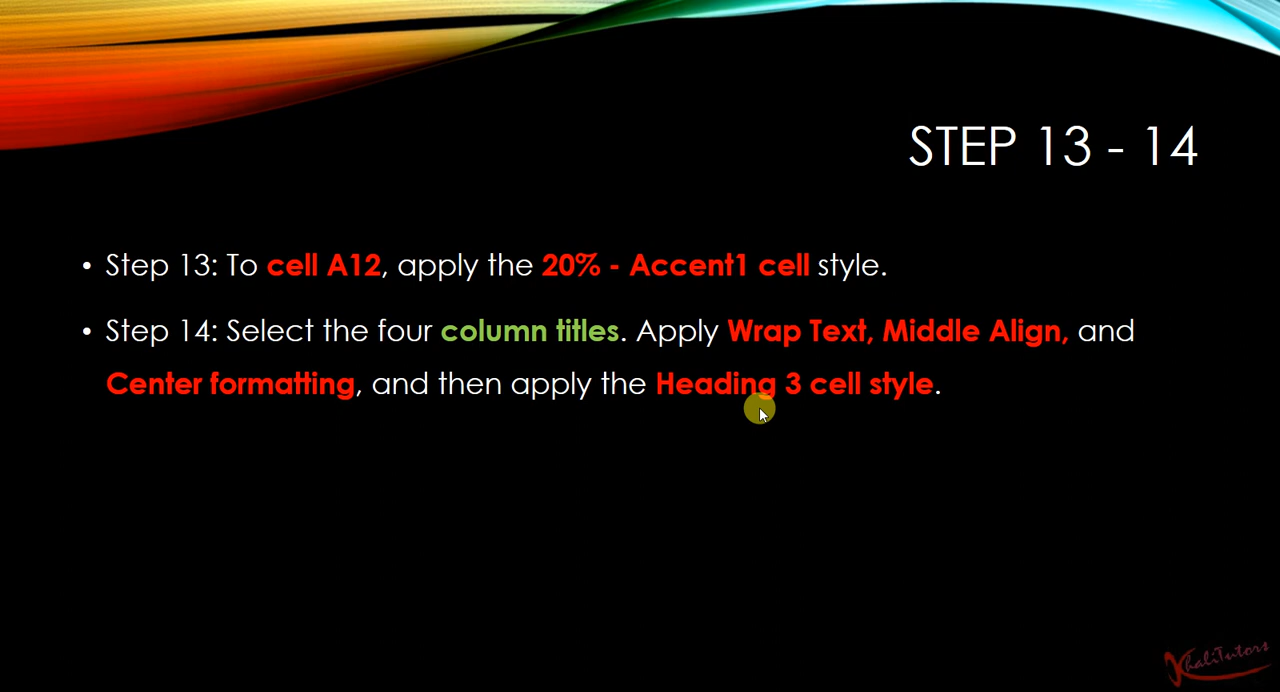 STEP 13 - 14
• Step 13: To cell A12, apply the 20% - Accent1 cell style.
• Step 14: Select the four column titles. Apply Wrap Text, Middle Align, and
Center formatting, and then apply the Heading 3 cell style.
KhaliTutors